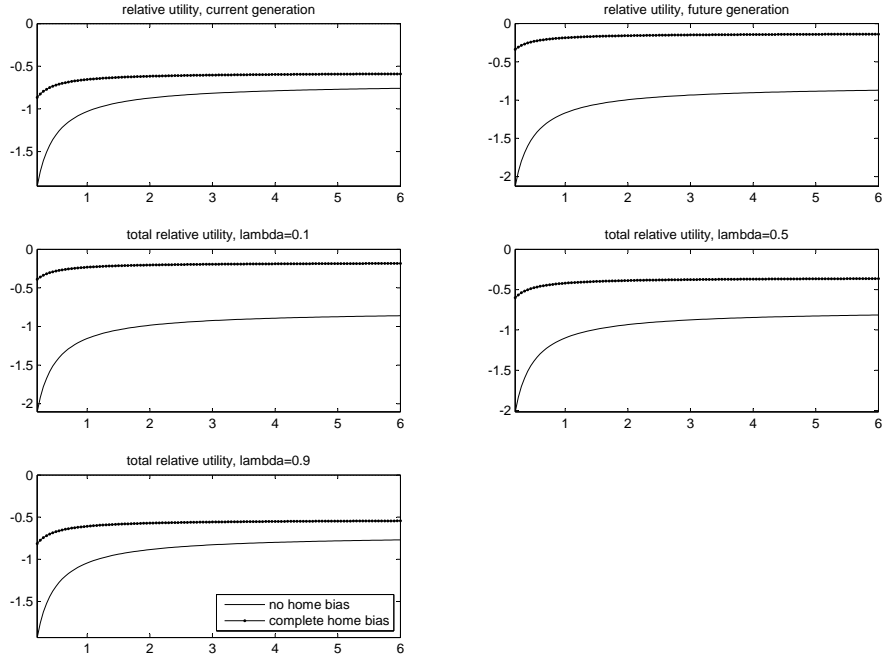 relative utility, current generation
0
-0.5
-1
-1.5
1 2 3 4 5 6
relative utility, future generation
0
-0.5
-1
-1.5
-2
1 2 3 4 5 6
total relative utility, lambda=0.1
0
-0.5
-1
-1.5
-2
1 2 3 4 5 6
total relative utility, lambda=0.5
0
-0.5
-1
-1.5
-2
1 2 3 4 5 6
total relative utility, lambda=0.9
0
-0.5
-1
-1.5
1 2 3 4 5 6
no home bias
complete home bias